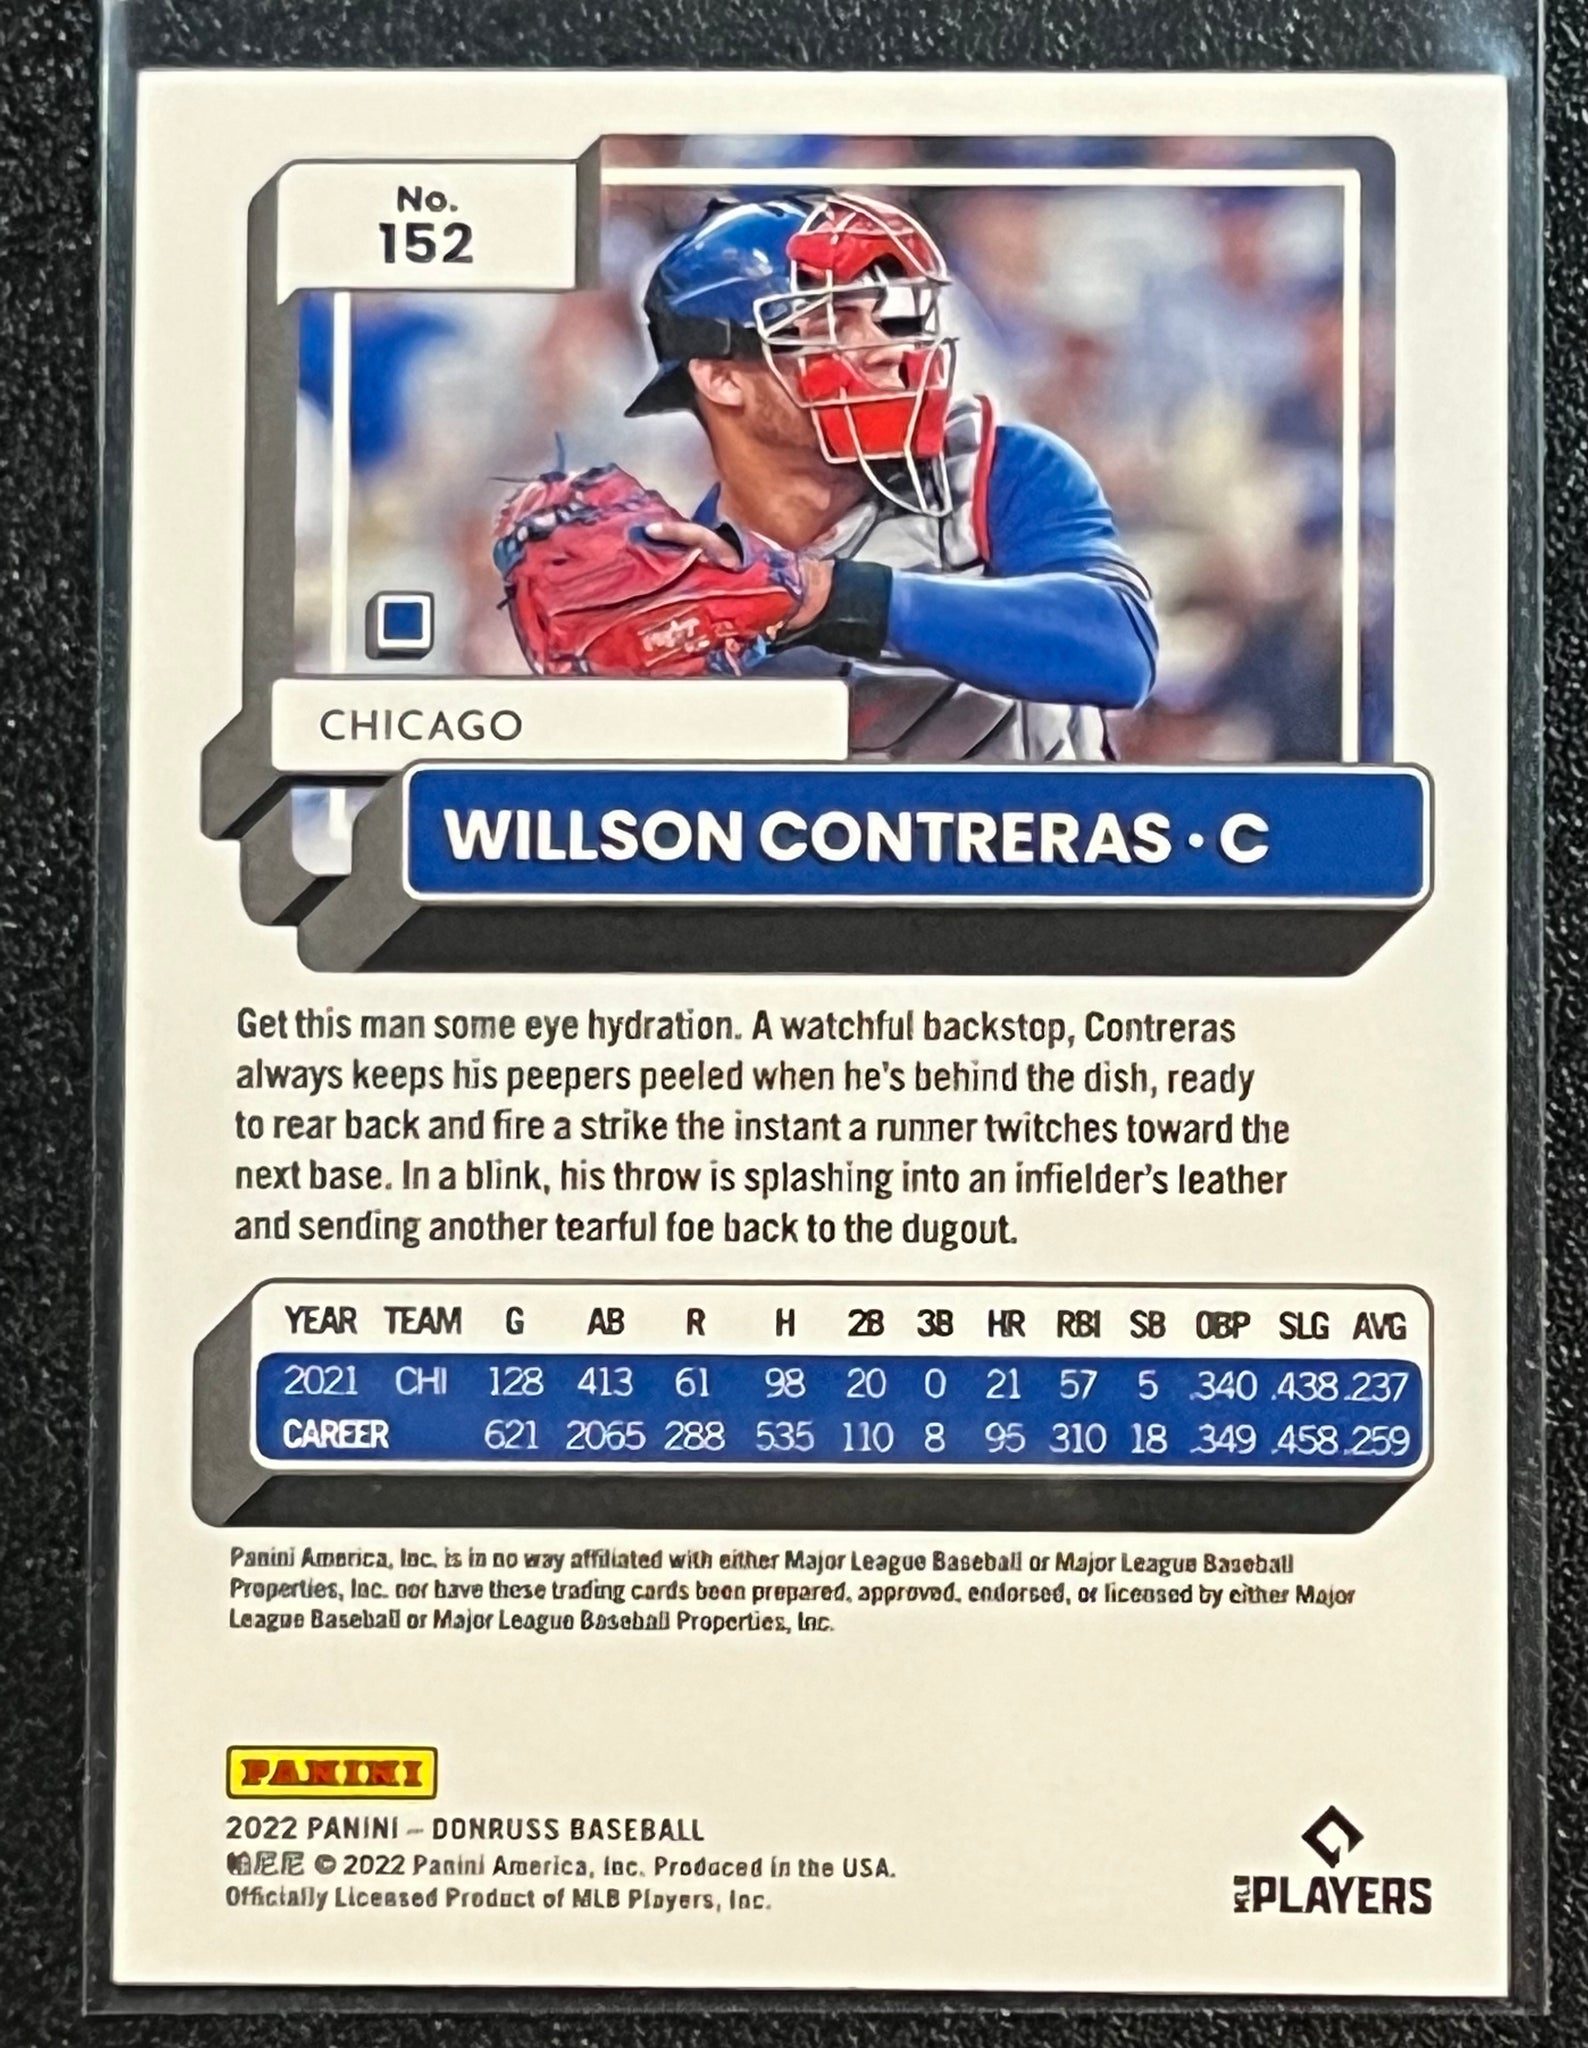 No.
152
CHICAGO
WILLSON CONTRERAS · C
Get this man some eye hydration. A watchful backstop, Contreras
always keeps his peepers peeled when he's behind the dish, ready
to rear back and fire a strike the instant a runner twitches toward the
next base. In a blink, his throw is splashing into an infielder's leather
and sending another tearful foe back to the dugout.
YEAR TEAM G AB R H 2B 3B HR RBI SB OBP SLG AVG
2021 CHI 128 413 61 98 20 0 21 57 5 .340 .438 .237
CAREER 621 2065 288 535 110 8 95 310 18 .349 .458 .259
Panini America, Inc. is in no way affiliated with either Major League Baseball or Major League Baseball
Properties, Inc. nor have these trading cards been prepared, approved, endorsed, or licensed by either Major
League Baseball or Major League Baseball Properties, Inc.
PANINI
2022 PANINI – DONRUSS BASEBALL
© 2022 Panini America, Inc. Produced in the USA.
Officially Licensed Product of MLB Players, Inc.
MLB PLAYERS